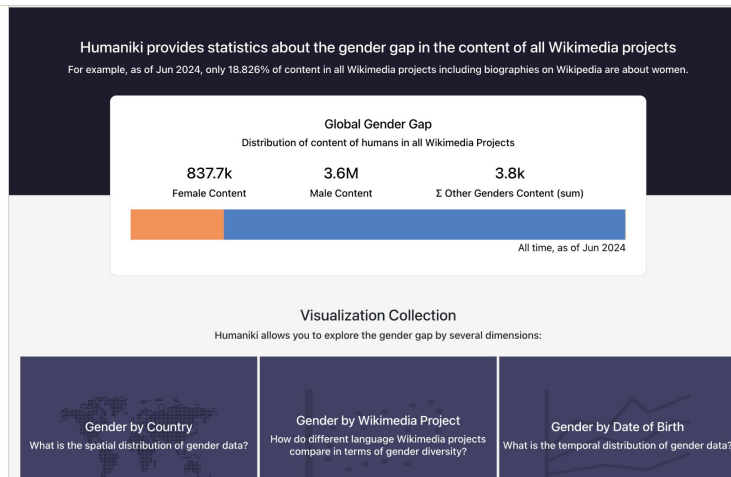 Humaniki provides statistics about the gender gap in the content of all Wikimedia projects
For example, as of Jun 2024, only 18.826% of content in all Wikimedia projects including biographies on Wikipedia are about women.
Global Gender Gap
Distribution of content of humans in all Wikimedia Projects
837.7k
Female Content
3.6M
Male Content
3.8k
Σ Other Genders Content (sum)
All time, as of Jun 2024
Visualization Collection
Humaniki allows you to explore the gender gap by several dimensions:
Gender by Country
What is the spatial distribution of gender data?
Gender by Wikimedia Project
How do different language Wikimedia projects
compare in terms of gender diversity?
Gender by Date of Birth
What is the temporal distribution of gender data?